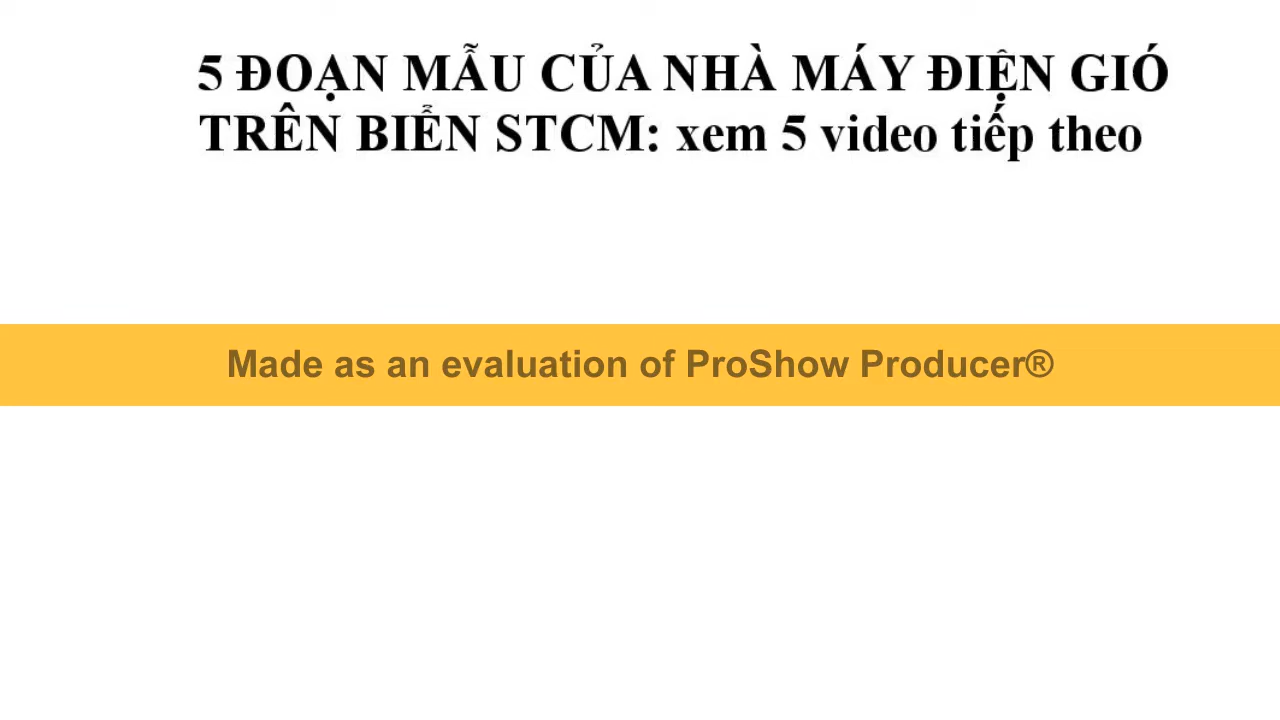 5 ĐOẠN MẪU CỦA NHÀ MÁY ĐIỆN GIÓ
TRÊN BIỂN STCM: xem 5 video tiếp theo
Made as an evaluation of ProShow Producer®